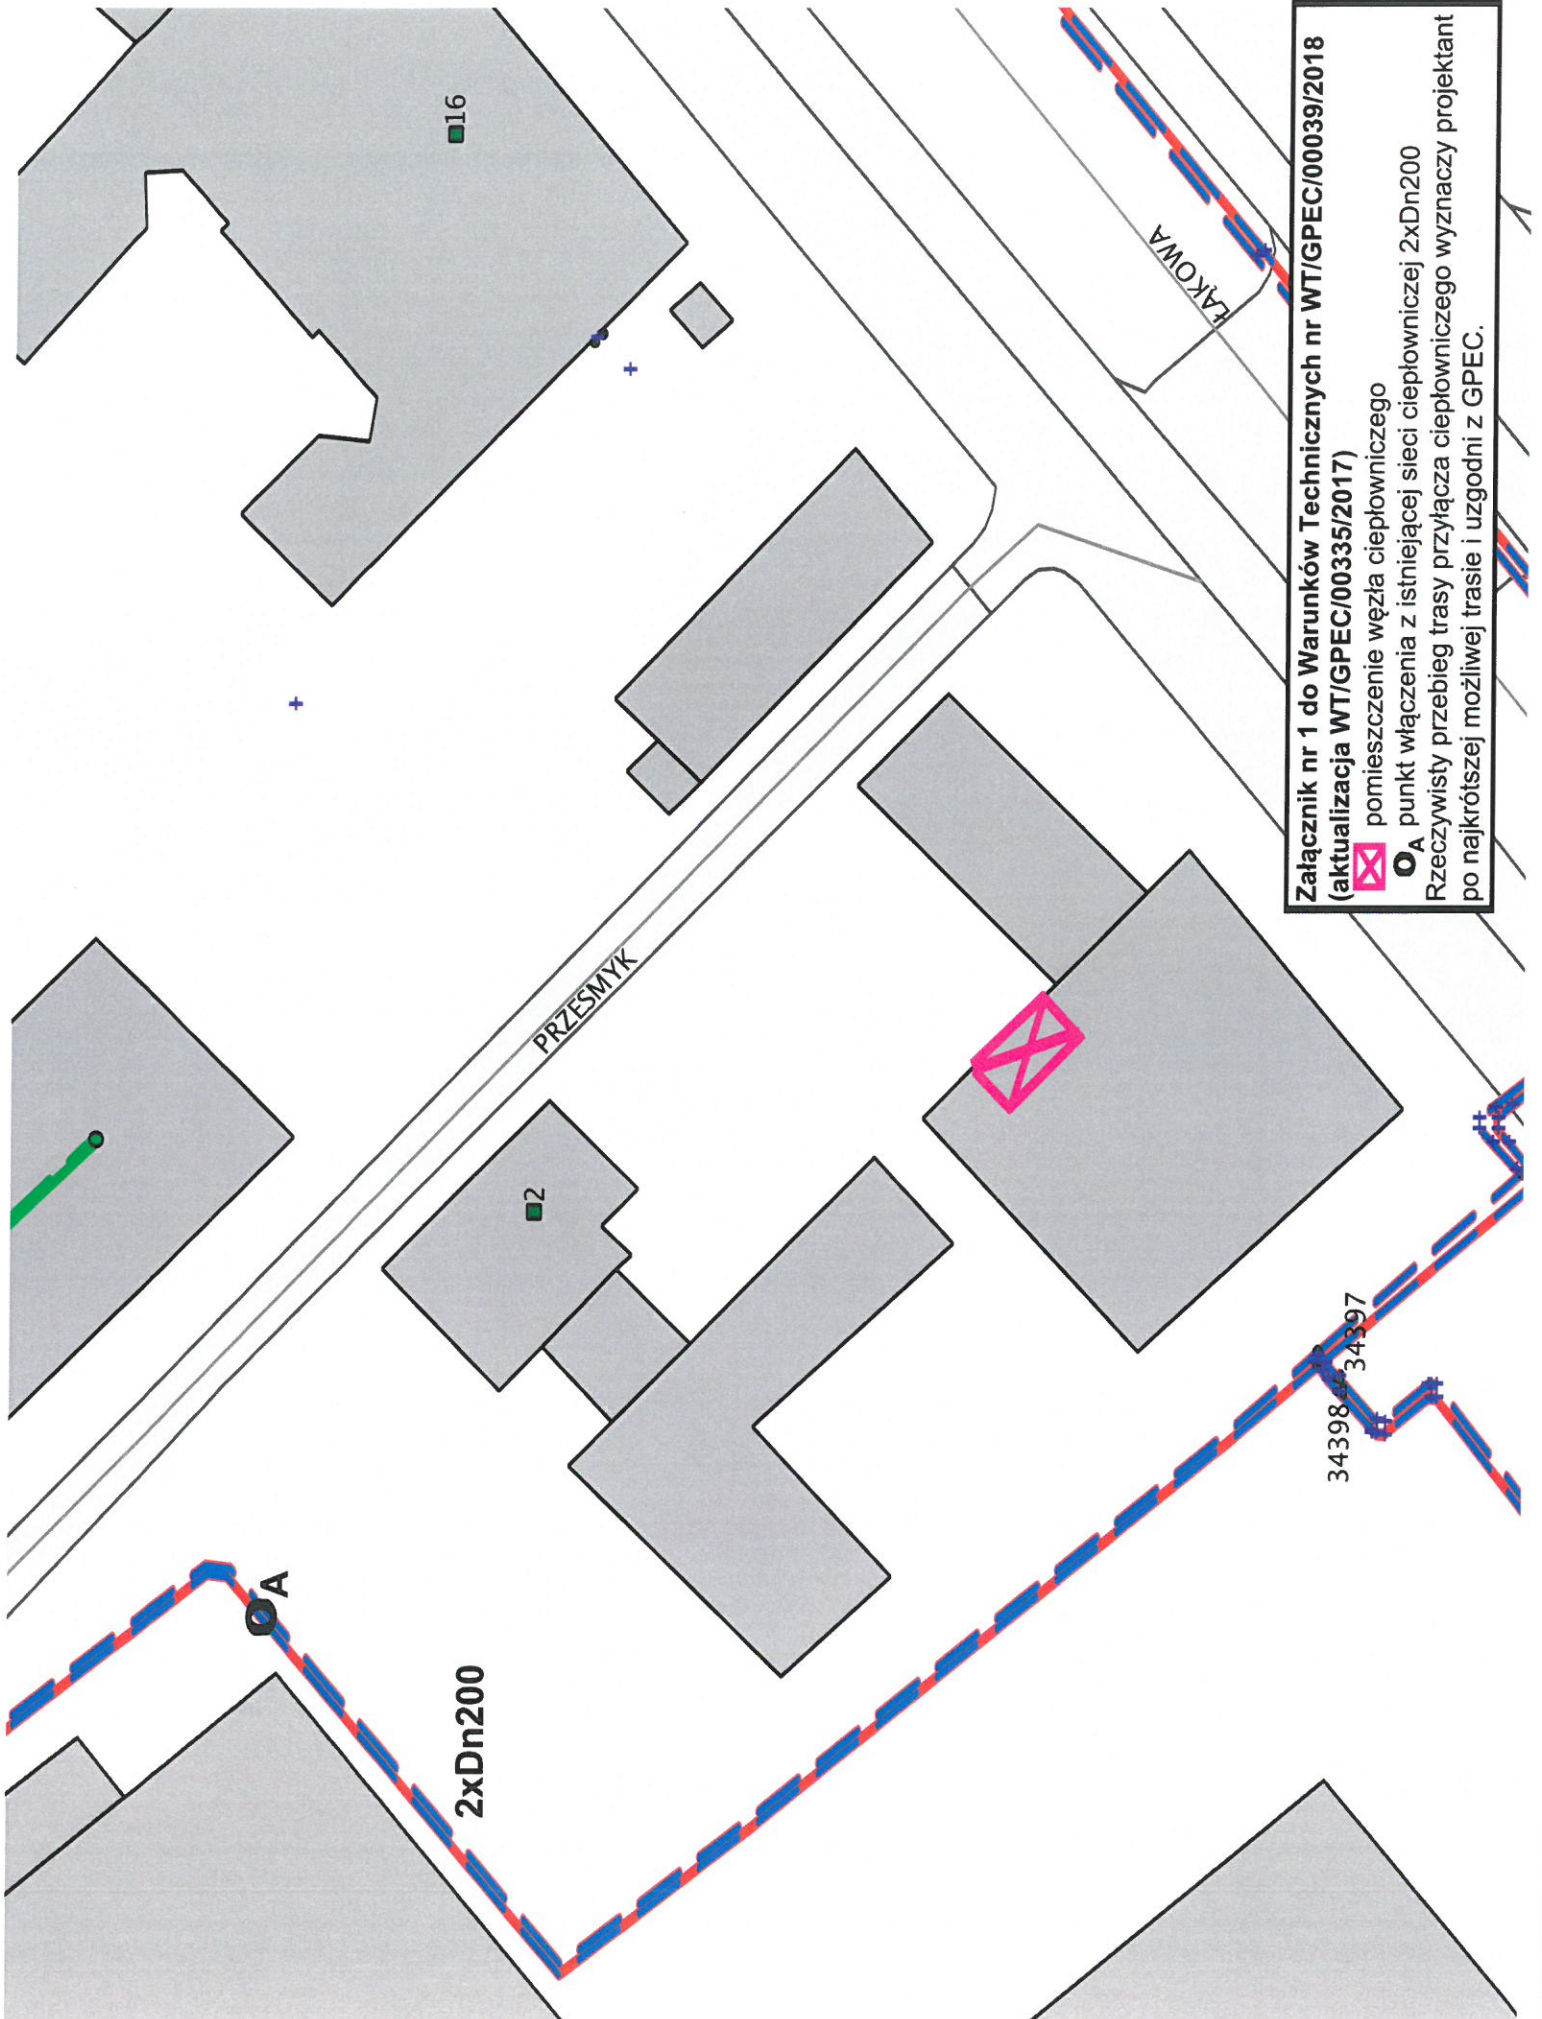 16
ŁĄKOWA
PRZESMYK
2
A
2xDn200
34398
34397
Załącznik nr 1 do Warunków Technicznych nr WT/GPEC/00039/2018
(aktualizacja WT/GPEC/00335/2017)
pomieszczenie węzła ciepłowniczego
A punkt włączenia z istniejącej sieci ciepłowniczej 2xDn200
Rzeczywisty przebieg trasy przyłącza ciepłowniczego wyznaczy projektant
po najkrótszej możliwej trasie i uzgodni z GPEC.